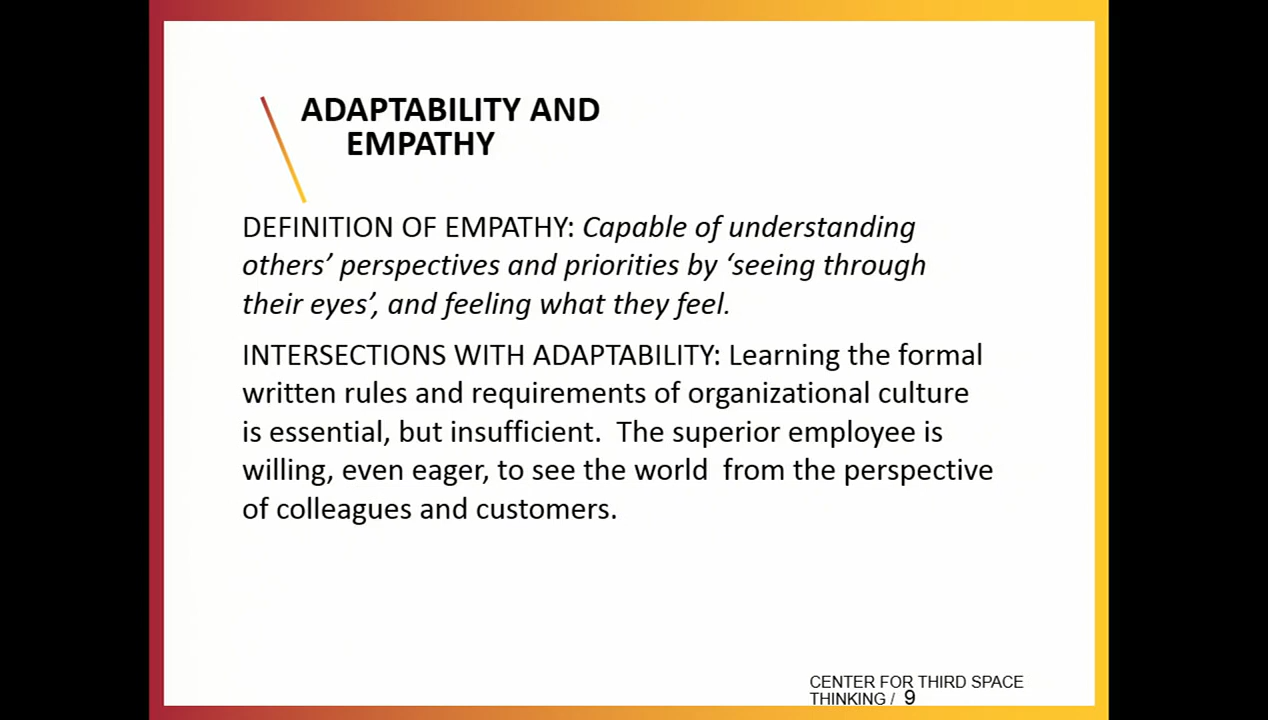 ADAPTABILITY AND
EMPATHY
DEFINITION OF EMPATHY: Capable of understanding
others’ perspectives and priorities by ‘seeing through
their eyes’, and feeling what they feel.
INTERSECTIONS WITH ADAPTABILITY: Learning the formal
written rules and requirements of organizational culture
is essential, but insufficient.  The superior employee is
willing, even eager, to see the world  from the perspective
of colleagues and customers.
CENTER FOR THIRD SPACE
THINKING / 9